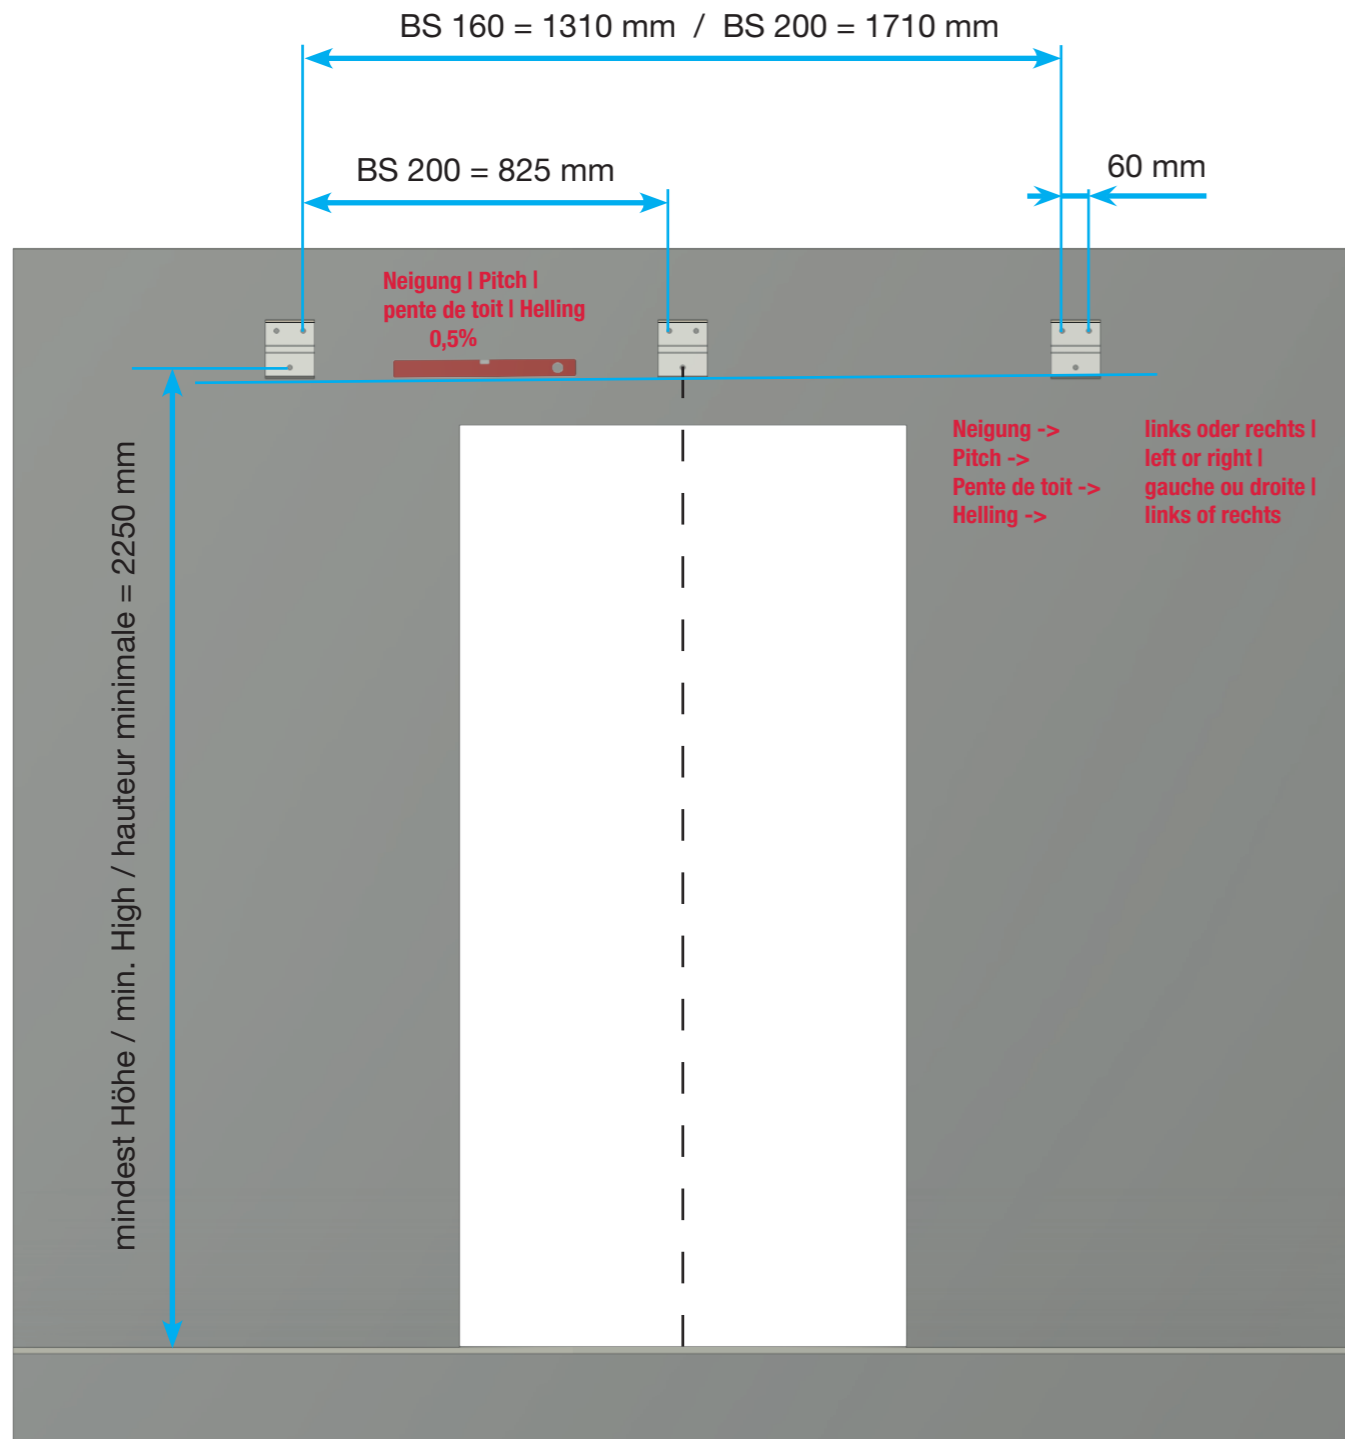 BS 160 = 1310 mm / BS 200 = 1710 mm
BS 200 = 825 mm
60 mm
Neigung | Pitch |
pente de toit | Helling
0,5%
Neigung -> links oder rechts |
Pitch -> left or right |
Pente de toit -> gauche ou droite |
Helling -> links of rechts
mindest Höhe / min. High / hauteur minimale = 2250 mm